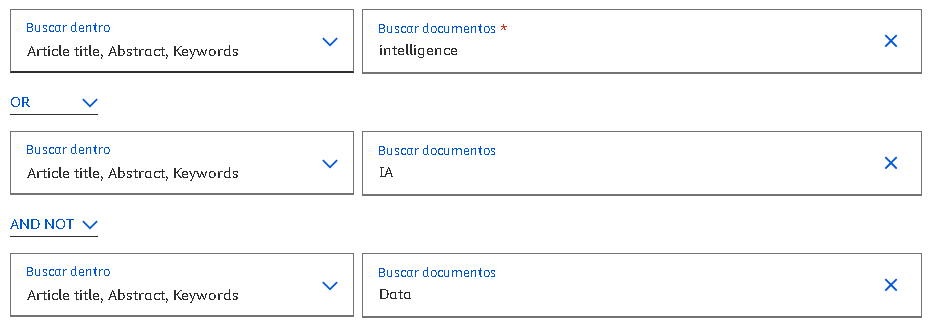 Buscar dentro
Article title, Abstract, Keywords
Buscar documentos *
intelligence
OR
Buscar dentro
Article title, Abstract, Keywords
Buscar documentos
IA
AND NOT
Buscar dentro
Article title, Abstract, Keywords
Buscar documentos
Data